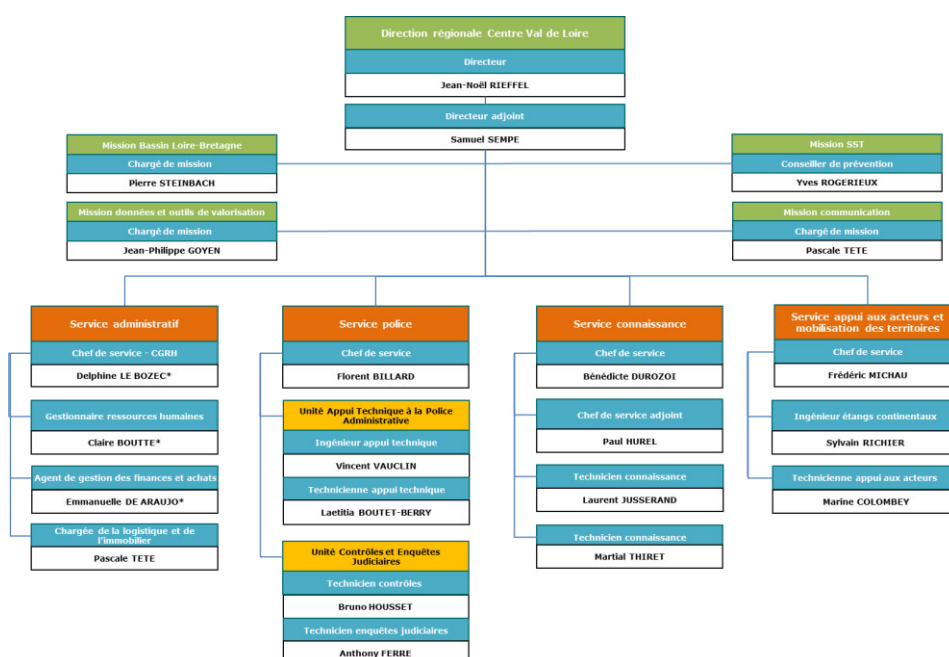 Direction régionale Centre Val de Loire
Directeur
Jean-Noël RIEFFEL
Directeur adjoint
Samuel SEMPE
Mission Bassin Loire-Bretagne
Chargé de mission
Pierre STEINBACH
Mission SST
Conseiller de prévention
Yves ROGERIEUX
Mission données et outils de valorisation
Chargé de mission
Jean-Philippe GOYEN
Mission communication
Chargé de mission
Pascale TETE
Service administratif
Chef de service - CGRH
Delphine LE BOZEC*
Gestionnaire ressources humaines
Claire BOUTTE*
Agent de gestion des finances et achats
Emmanuelle DE ARAUJO*
Chargée de la logistique et de
l'immobilier
Pascale TETE
Service police
Chef de service
Florent BILLARD
Unité Appui Technique à la Police
Administrative
Ingénieur appui technique
Vincent VAUCLIN
Technicienne appui technique
Laetitia BOUTET-BERRY
Unité Contrôles et Enquêtes
Judiciaires
Technicien contrôles
Bruno HOUSSET
Technicien enquêtes judiciaires
Anthony FERRE
Service connaissance
Chef de service
Bénédicte DUROZOI
Chef de service adjoint
Paul HUREL
Technicien connaissance
Laurent JUSSERAND
Technicien connaissance
Martial THIRET
Service appui aux acteurs et
mobilisation des territoires
Chef de service
Frédéric MICHAU
Ingénieur étangs continentaux
Sylvain RICHIER
Technicienne appui aux acteurs
Marine COLOMBEY